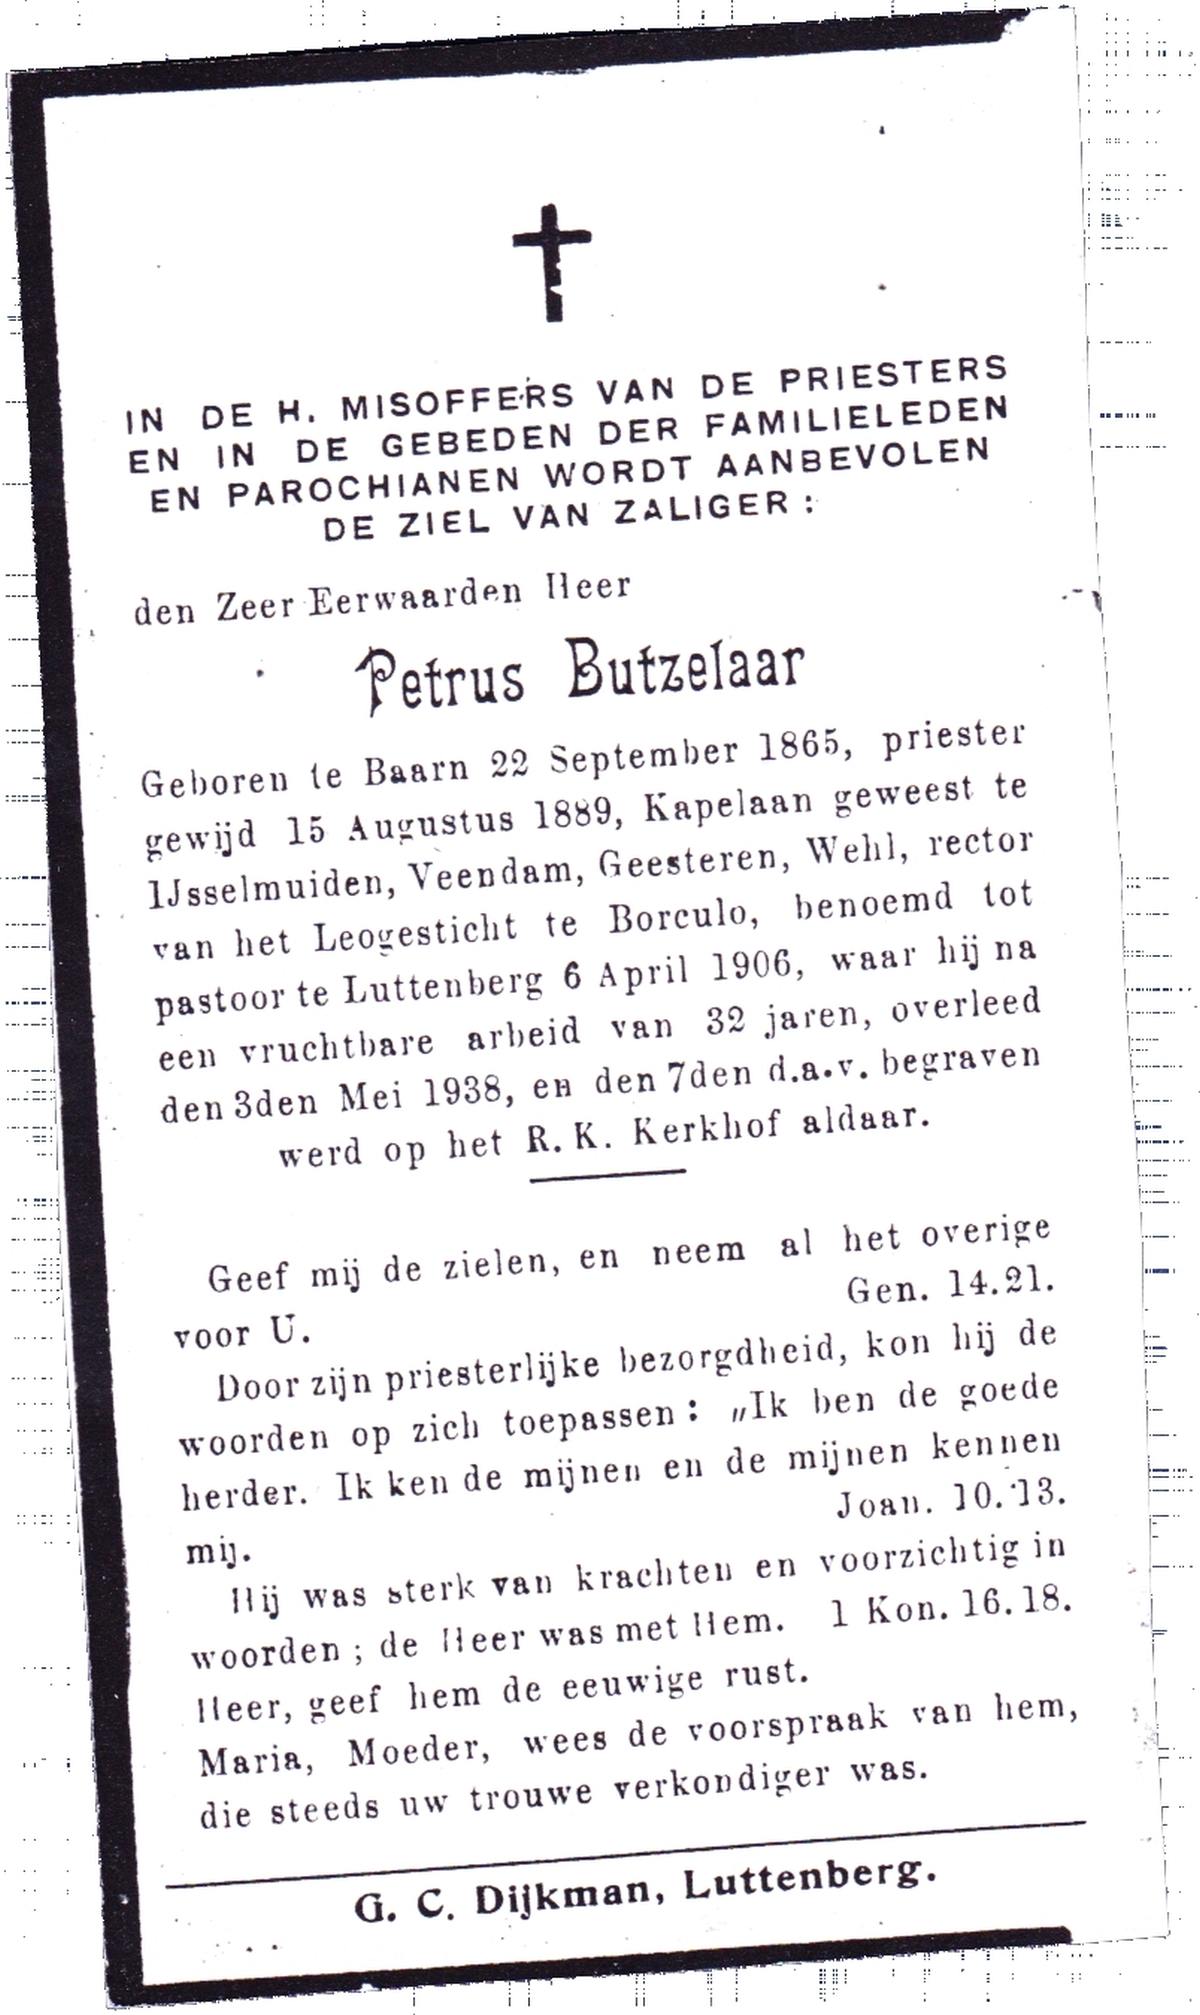 IN DE H. MISOFFERS VAN DE PRIESTERS
EN IN DE GEBEDEN DER FAMILIELEDEN
EN PAROCHIANEN WORDT AANBEVOLEN
DE ZIEL VAN ZALIGER :
den Zeer Eerwaarden Heer
Petrus Butzelaar
Geboren te Baarn 22 September 1865, priester
gewijd 15 Augustus 1889, Kapelaan geweest te
IJsselmuiden, Veendam, Geesteren, Wehl, rector
van het Leogesticht te Borculo, benoemd tot
pastoor te Luttenberg 6 April 1906, waar hij na
een vruchtbare arbeid van 32 jaren, overleed
den 3den Mei 1938, en den 7den d.a.v. begraven
werd op het R. K. Kerkhof aldaar.
Geef mij de zielen, en neem al het overige
voor U. Gen. 14.21.
Door zijn priesterlijke bezorgdheid, kon hij de
woorden op zich toepassen : „Ik ben de goede
herder. Ik ken de mijnen en de mijnen kennen
mij. Joan. 10.13.
Hij was sterk van krachten en voorzichtig in
woorden ; de Heer was met Hem. 1 Kon. 16.18.
Heer, geef hem de eeuwige rust.
Maria, Moeder, wees de voorspraak van hem,
die steeds uw trouwe verkondiger was.
G. C. Dijkman, Luttenberg.